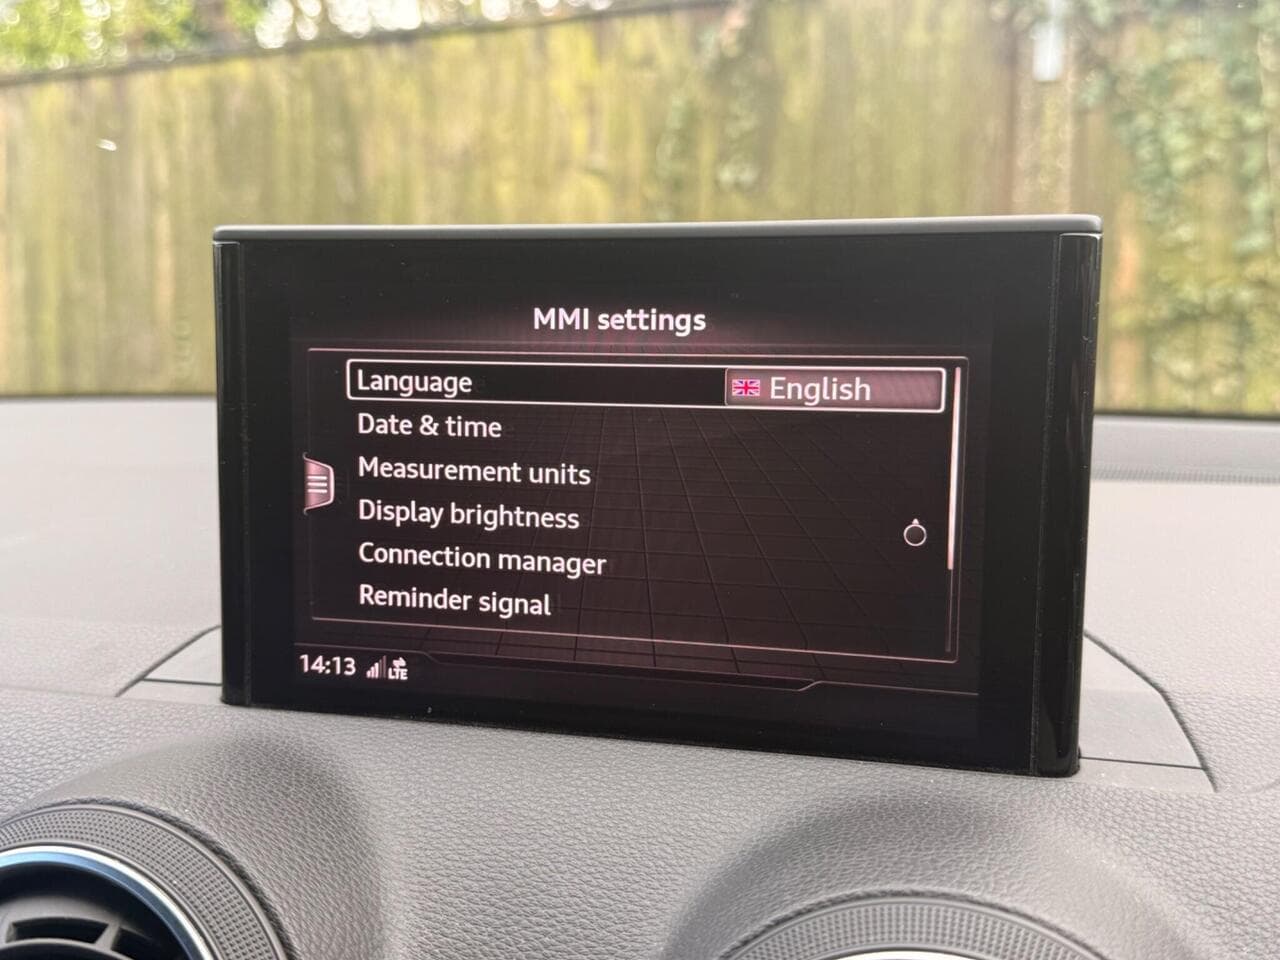 MMI settings
Language English
Date & time
Measurement units
Display brightness
Connection manager
Reminder signal
14:13 LTE